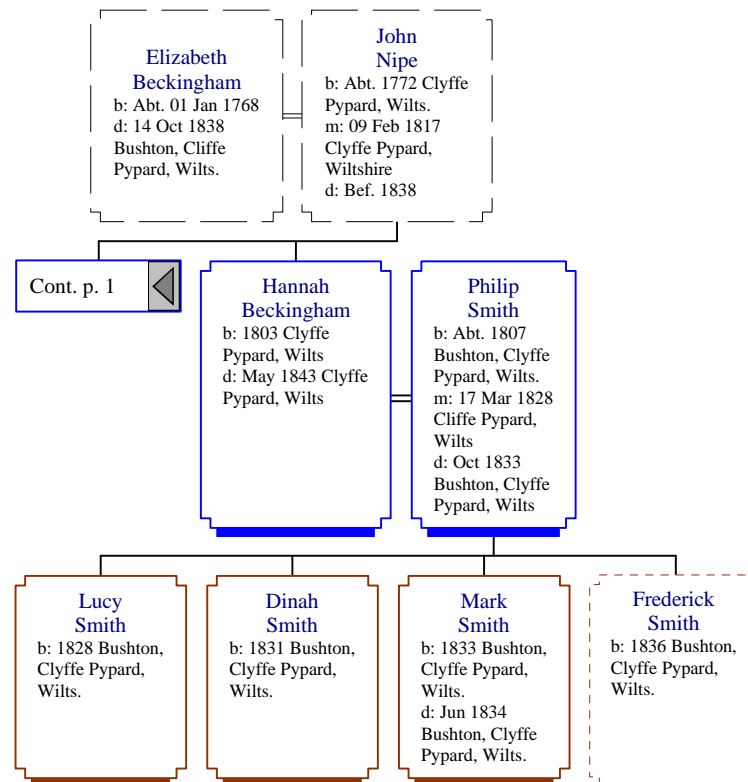 Elizabeth
Beckingham
b: Abt. 01 Jan 1768
d: 14 Oct 1838
Bushton, Cliffe
Pypard, Wilts.
John
Nipe
b: Abt. 1772 Clyffe
Pypard, Wilts.
m: 09 Feb 1817
Clyffe Pypard,
Wiltshire
d: Bef. 1838
Cont. p. 1
Hannah
Beckingham
b: 1803 Clyffe
Pypard, Wilts
d: May 1843 Clyffe
Pypard, Wilts
Philip
Smith
b: Abt. 1807
Bushton, Clyffe
Pypard, Wilts.
m: 17 Mar 1828
Cliffe Pypard,
Wilts
d: Oct 1833
Bushton, Clyffe
Pypard, Wilts
Lucy
Smith
b: 1828 Bushton,
Clyffe Pypard,
Wilts.
Dinah
Smith
b: 1831 Bushton,
Clyffe Pypard,
Wilts.
Mark
Smith
b: 1833 Bushton,
Clyffe Pypard,
Wilts.
d: Jun 1834
Bushton, Clyffe
Pypard, Wilts.
Frederick
Smith
b: 1836 Bushton,
Clyffe Pypard,
Wilts.